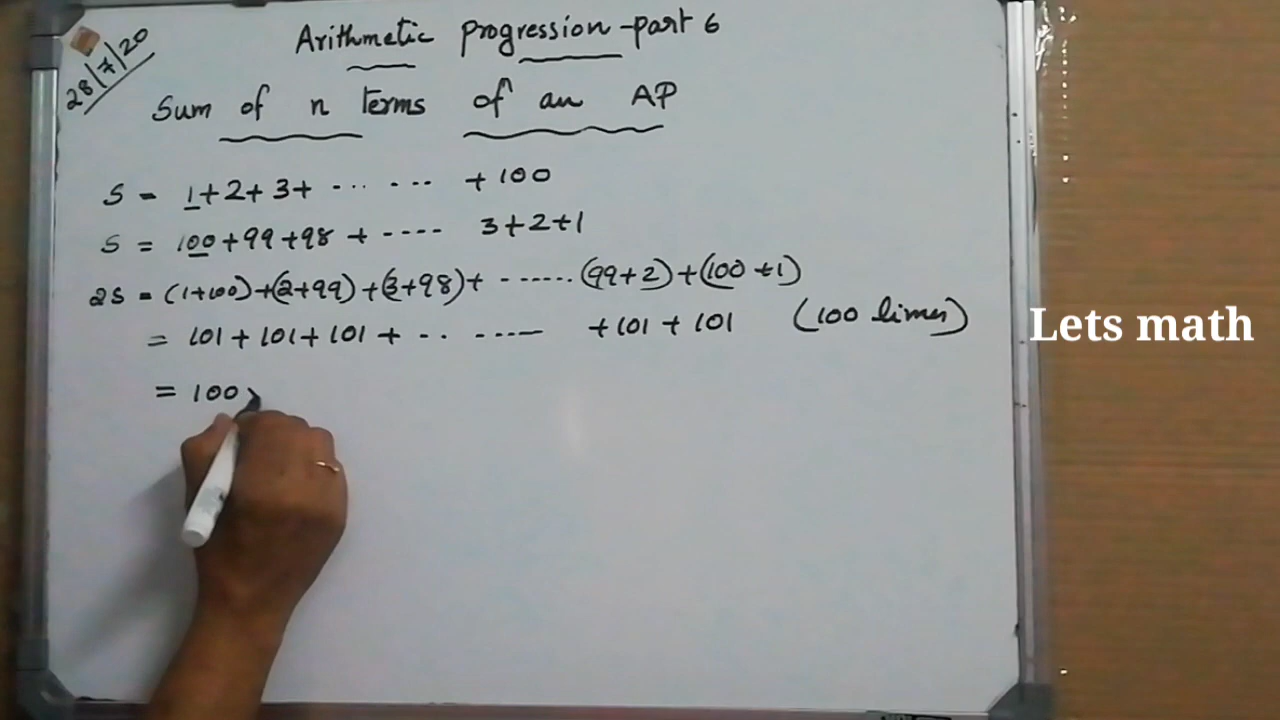 28/7/20
Arithmetic Progression-part 6
Sum of n terms of an AP
S = 1+2+3+ ... ... +100
S = 100+99+98 + ---- 3+2+1
2S = (1+100)+(2+99)+(3+98)+ ...... (99+2)+(100+1)
= 101+101+101+ .. ..... +101+101 (100 times)
= 100
Lets math